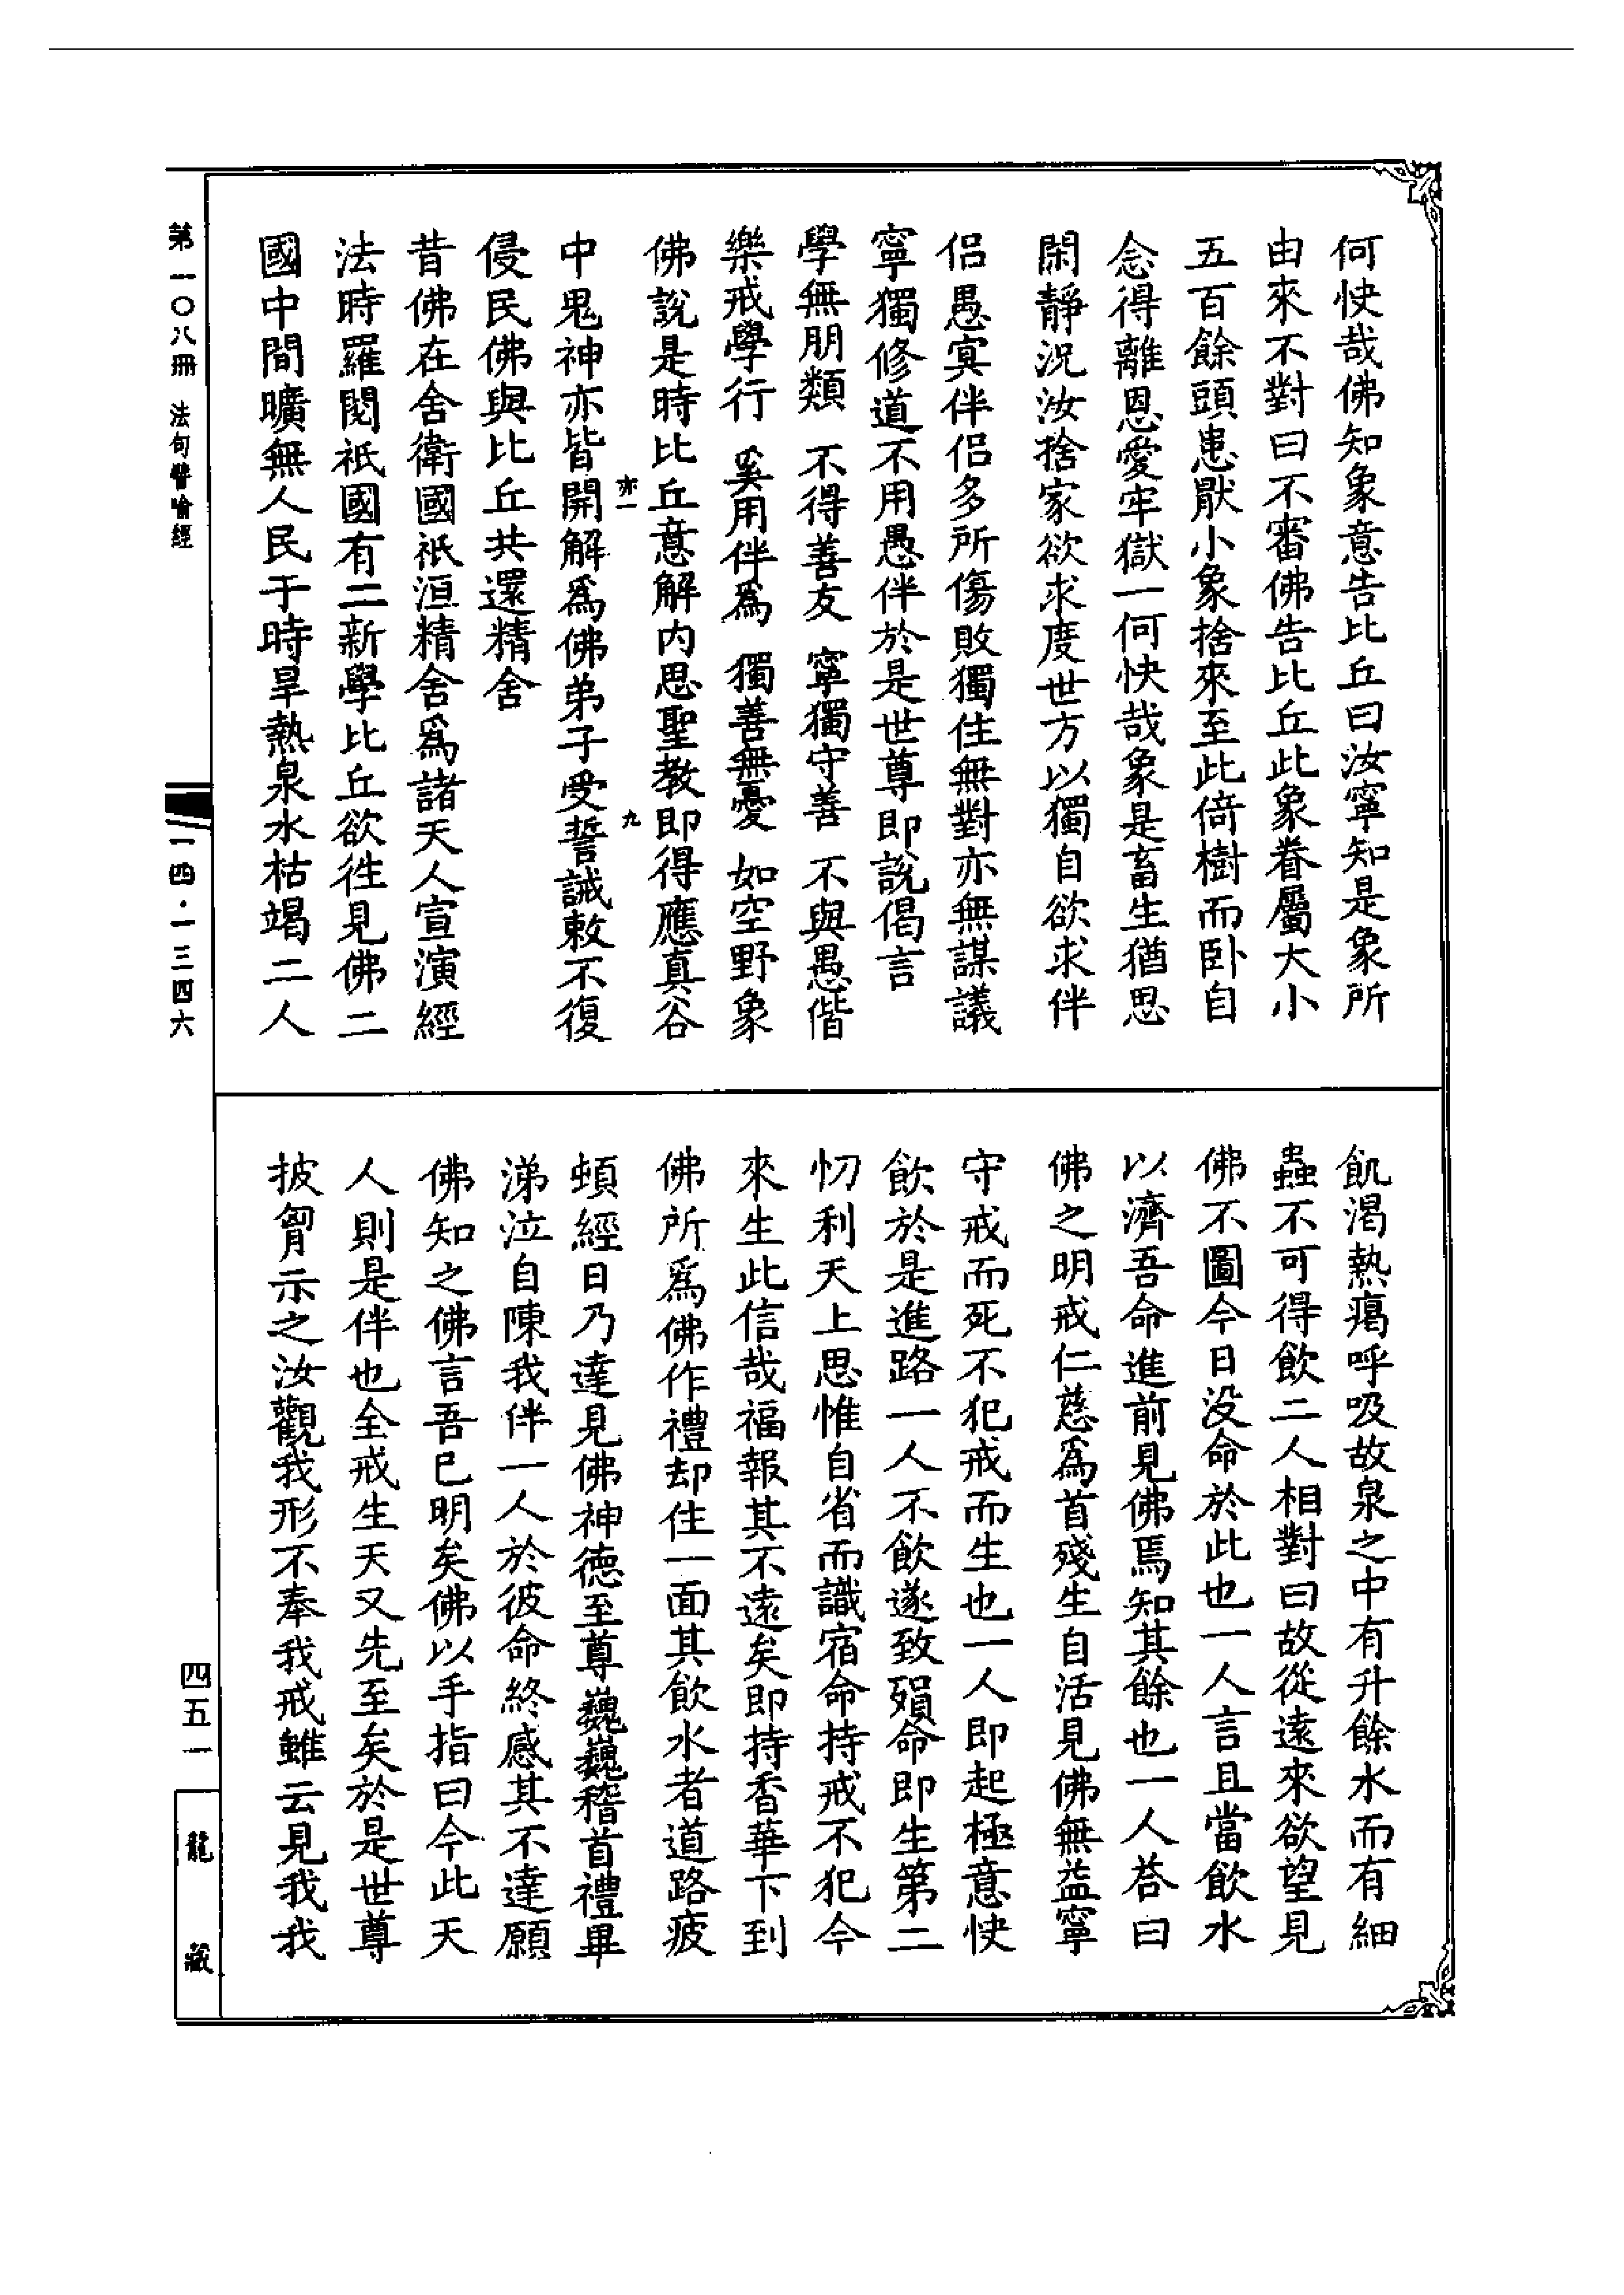 何快哉佛知象意告比丘曰汝寧知是象所
由來不對曰不審佛告比丘此象眷屬大小
五百餘頭患猒小象捨來至此倚樹而卧自
念得離恩愛牢獄一何快哉象是畜生猶思
閑靜況汝捨家欲求度世方以獨自欲求伴
侶愚㝠伴侶多所傷敗獨住無對亦無謀議
寧獨修道不用愚伴於是世尊即說偈言
學無朋類　不得善友　寧獨守善　不與愚偕
樂戒學行　奚用伴為　獨善無憂　如空野象
佛說是時比丘意解內思聖教即得應真谷
亦一　九
中鬼神亦皆開解為佛弟子受誓誡敕不復
侵民佛與比丘共還精舍
昔佛在舍衛國祇洹精舍為諸天人宣演經
法時羅閱祇國有二新學比丘欲往見佛二
國中間曠無人民于時旱熱泉水枯竭二人
飢渴熱暍呼吸故泉之中有升餘水而有細
蟲不可得飲二人相對曰故從遠來欲望見
佛不圖今日没命於此也一人言且當飲水
以濟吾命進前見佛焉知其餘也一人荅曰
佛之明戒仁慈為首殘生自活見佛無益寧
守戒而死不犯戒而生也一人即起極意快
飲於是進路一人不飲遂致殞命即生第二
忉利天上思惟自省而識宿命持戒不犯今
來生此信哉福報其不遠矣即持香華下到
佛所為佛作禮却住一面其飲水者道路疲
頓經日乃達見佛神德至尊巍巍稽首禮畢
涕泣自陳我伴一人於彼命終感其不達願
佛知之佛言吾已明矣佛以手指曰今此天
人則是伴也全戒生天又先至矣於是世尊
披胷示之汝觀我形不奉我戒雖云見我我
第一〇八冊　法句譬喻經
一四·一三四六
四五一
龍藏